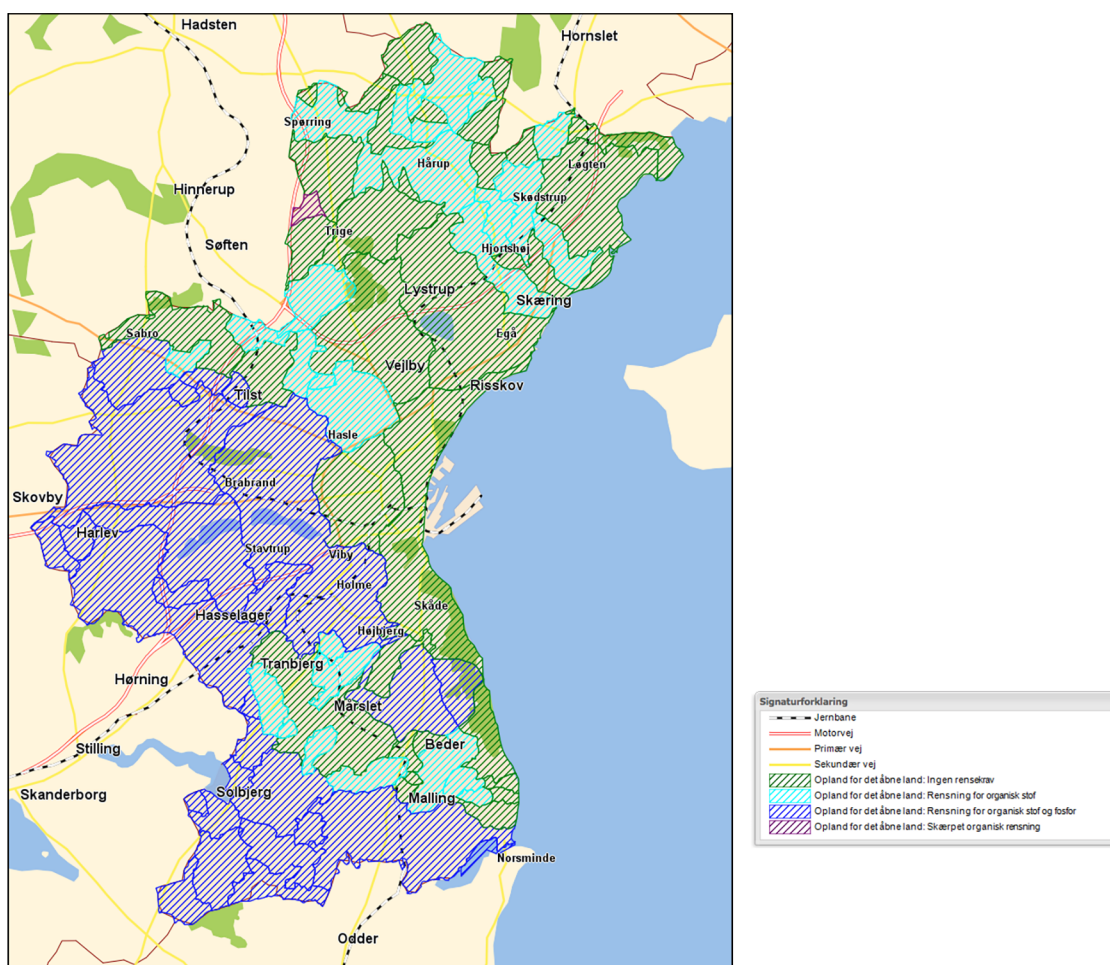 Hadsten
Hornslet
Spørring
Hårup
Løgten
Hinnerup
Skødstrup
Trige
Søften
Hjortshøj
Lystrup
Skæring
Sabro
Egå
Vejlby
Risskov
Tilst
Hasle
Brabrand
Skovby
Harlev
Stavtrup
Viby
Holme
Hasselager
Skåde
Højbjerg
Tranbjerg
Hørning
Mårslet
Stilling
Beder
Solbjerg
Skanderborg
Malling
Norsminde
Odder
Signaturforklaring
Jernbane
Motorvej
Primær vej
Sekundær vej
Opland for det åbne land: Ingen rensekrav
Opland for det åbne land: Rensning for organisk stof
Opland for det åbne land: Rensning for organisk stof og fosfor
Opland for det åbne land: Skærpet organisk rensning